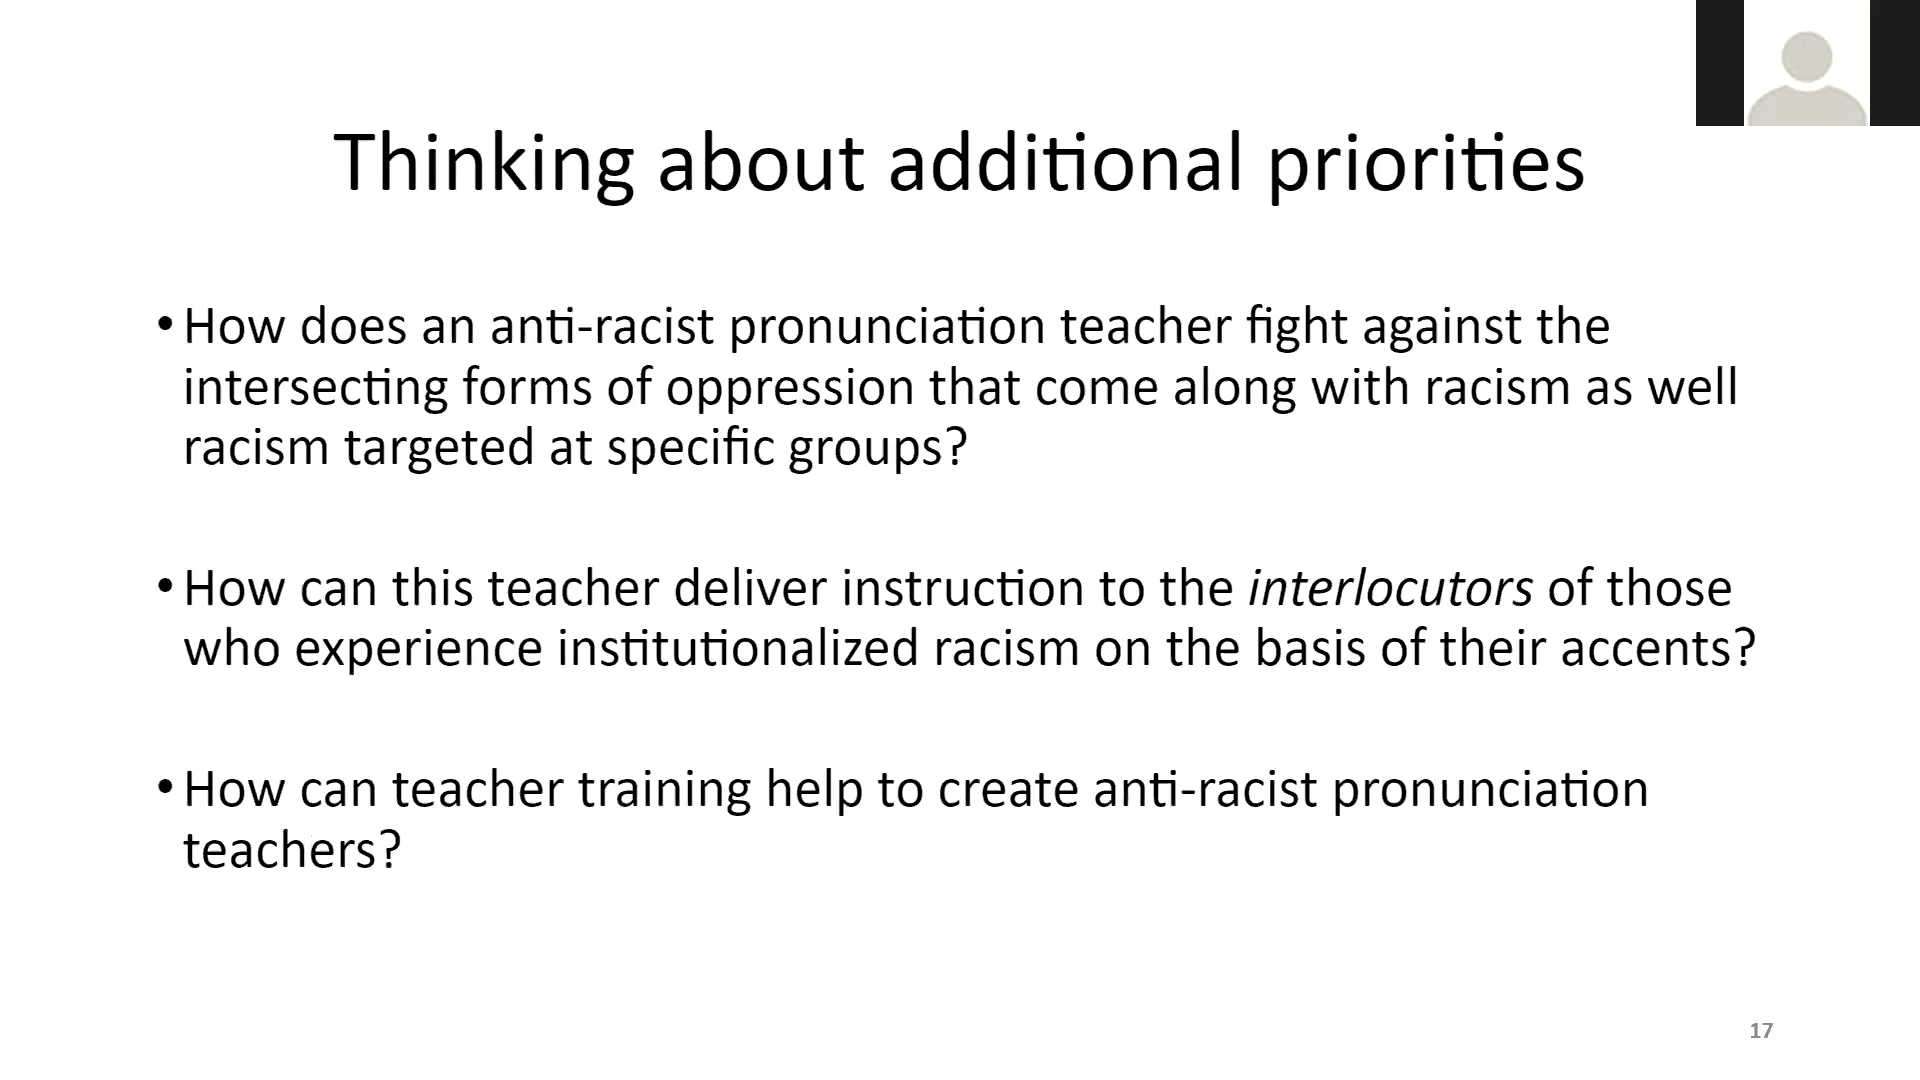 Thinking about additional priorities
• How does an anti-racist pronunciation teacher fight against the
intersecting forms of oppression that come along with racism as well
racism targeted at specific groups?
• How can this teacher deliver instruction to the interlocutors of those
who experience institutionalized racism on the basis of their accents?
• How can teacher training help to create anti-racist pronunciation
teachers?
17